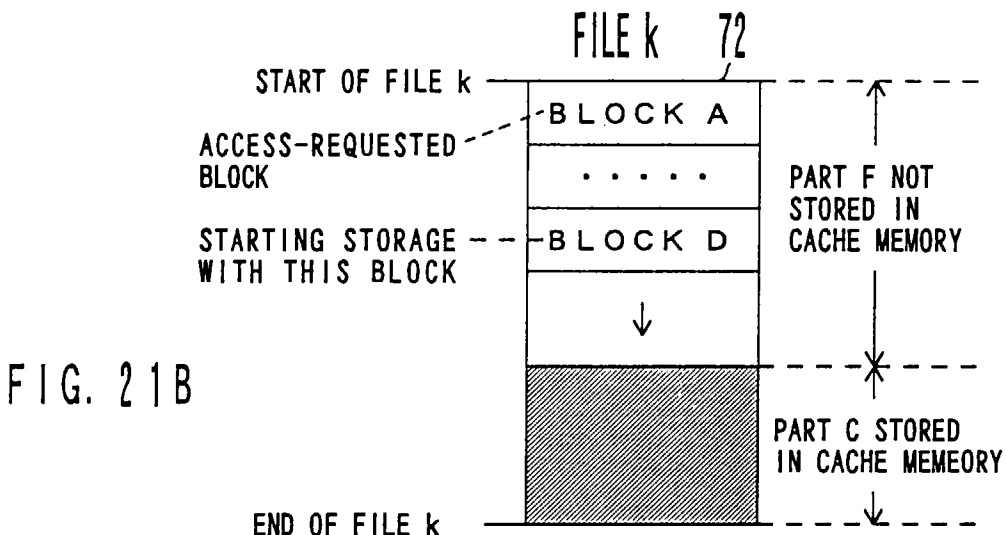 FILE k 72
START OF FILE k
BLOCK A
ACCESS-REQUESTED
BLOCK
.....
PART F NOT
STORED IN
CACHE MEMORY
STARTING STORAGE
WITH THIS BLOCK
BLOCK D
FIG. 21B
PART C STORED
IN CACHE MEMEORY
END OF FILE k